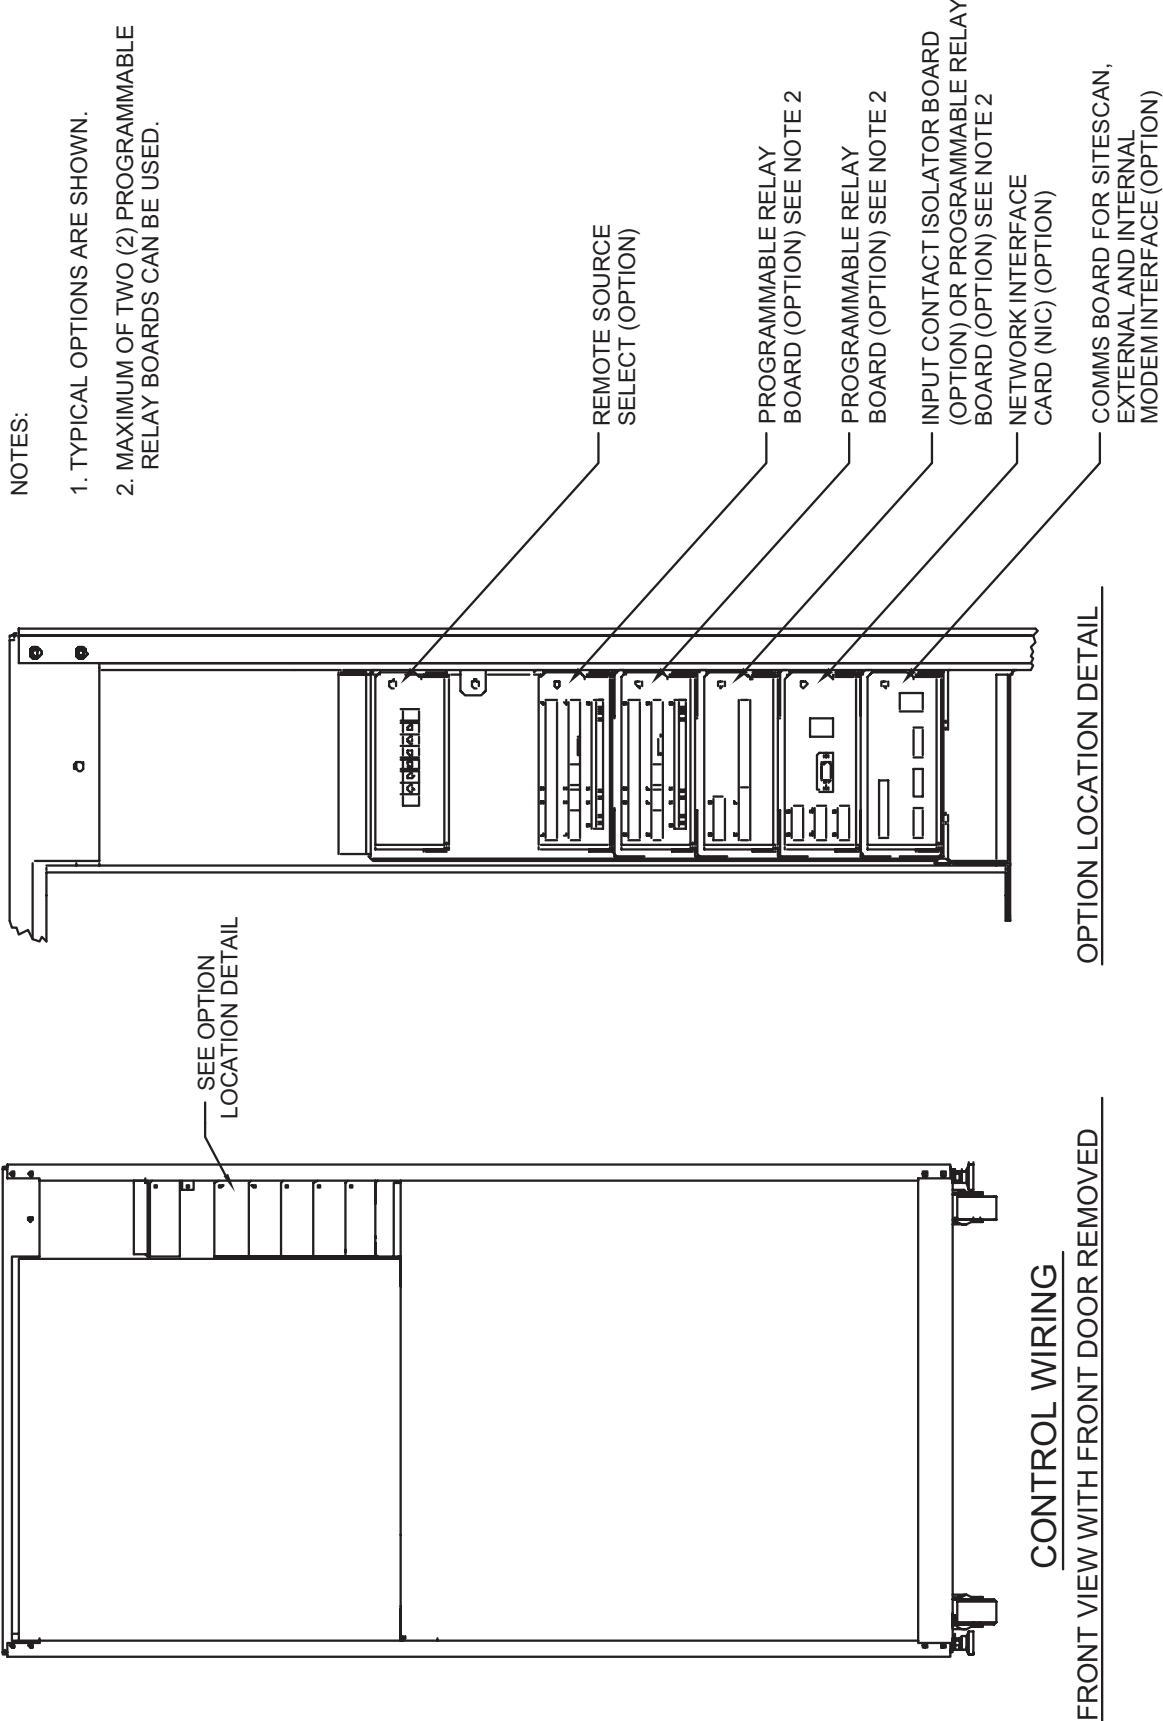 NOTES:
1. TYPICAL OPTIONS ARE SHOWN.
2. MAXIMUM OF TWO (2) PROGRAMMABLE
RELAY BOARDS CAN BE USED.
SEE OPTION
LOCATION DETAIL
REMOTE SOURCE
SELECT (OPTION)
PROGRAMMABLE RELAY
BOARD (OPTION) SEE NOTE 2
PROGRAMMABLE RELAY
BOARD (OPTION) SEE NOTE 2
INPUT CONTACT ISOLATOR BOARD
(OPTION) OR PROGRAMMABLE RELAY
BOARD (OPTION) SEE NOTE 2
NETWORK INTERFACE
CARD (NIC) (OPTION)
COMMS BOARD FOR SITESCAN,
EXTERNAL AND INTERNAL
MODEM INTERFACE (OPTION)
CONTROL WIRING
FRONT VIEW WITH FRONT DOOR REMOVED
OPTION LOCATION DETAIL